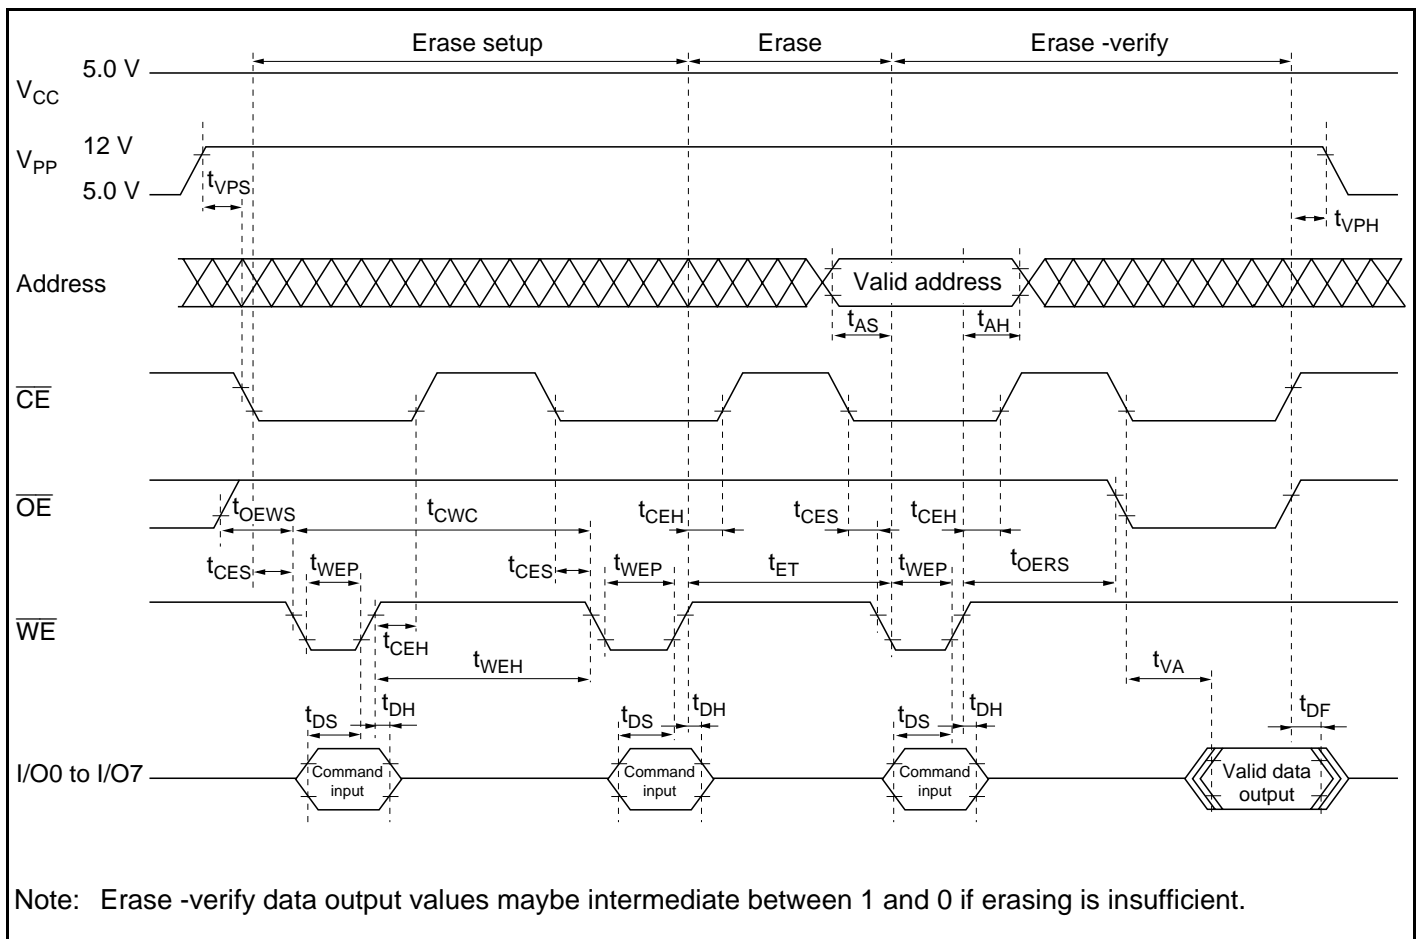 Erase setup Erase Erase -verify
VCC 5.0 V
VPP 12 V
5.0 V
tVPS
tVPH
Address Valid address
tAS tAH
CE
OE
tOEWS tCWC tCEH tCES tCEH
tCES tWEP tCES tWEP tET tWEP tOERS
WE
tCEH
tWEH tVA
tDS tDH tDS tDH tDS tDH tDF
I/O0 to I/O7
Command input
Command input
Command input
Valid data output
Note: Erase -verify data output values maybe intermediate between 1 and 0 if erasing is insufficient.